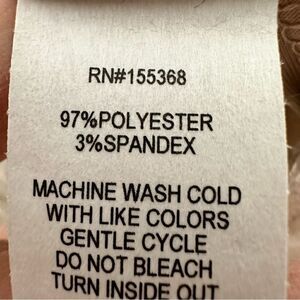 RN#155368
97%POLYESTER
3%SPANDEX
MACHINE WASH COLD
WITH LIKE COLORS
GENTLE CYCLE
DO NOT BLEACH
TURN INSIDE OUT